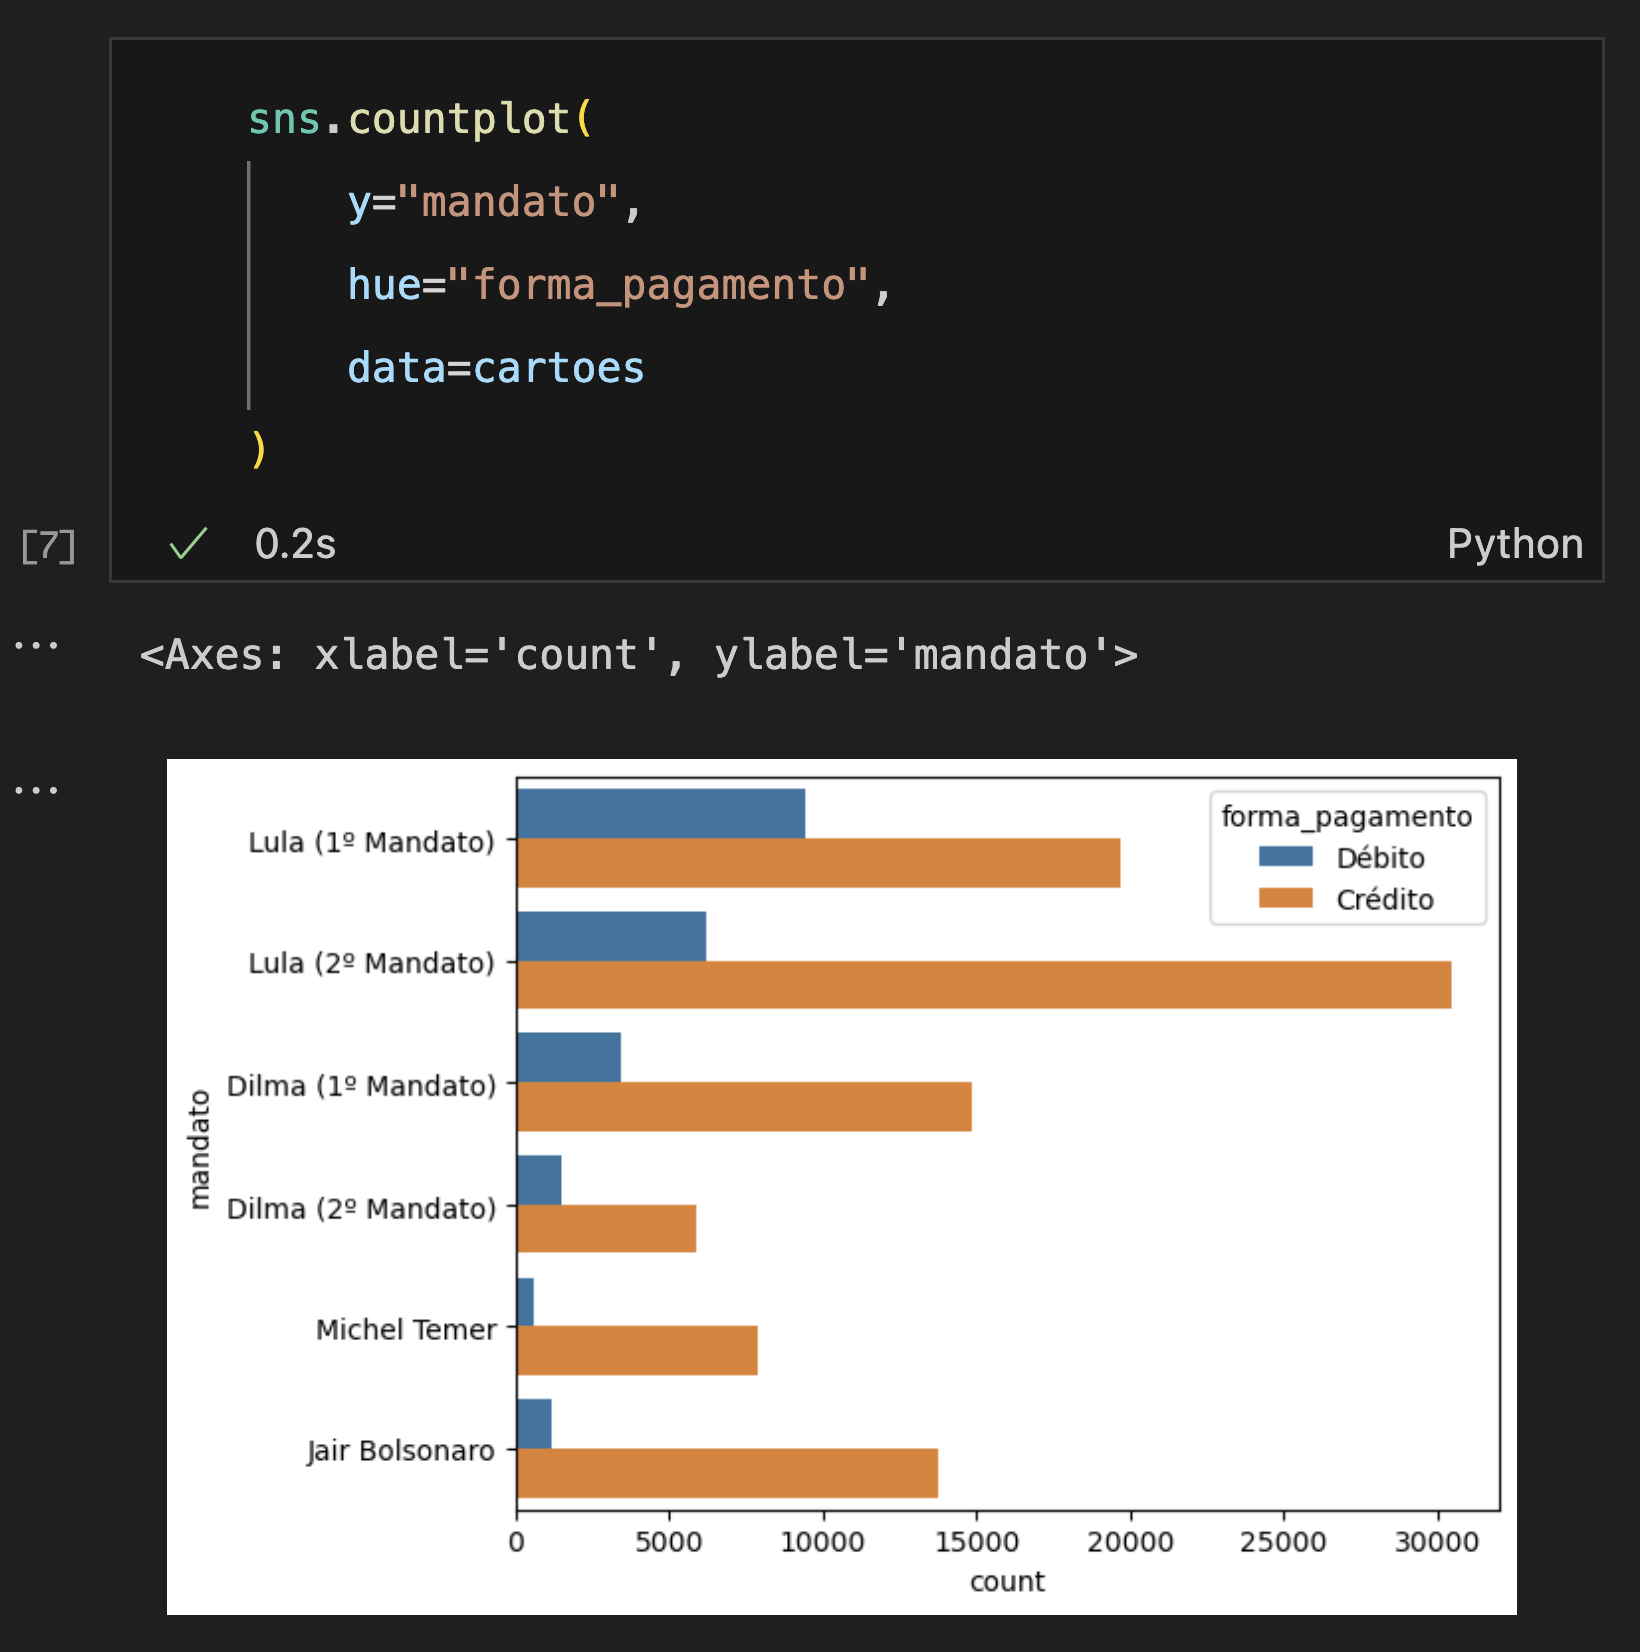 sns.countplot(
y="mandato",
hue="forma_pagamento",
data=cartoes
)
[7]
0.2s
Python
...
<Axes: xlabel='count', ylabel='mandato'>
...
forma_pagamento
Débito
Crédito
Lula (1º Mandato)
Lula (2º Mandato)
Dilma (1º Mandato)
Dilma (2º Mandato)
Michel Temer
Jair Bolsonaro
mandato
0 5000 10000 15000 20000 25000 30000
count